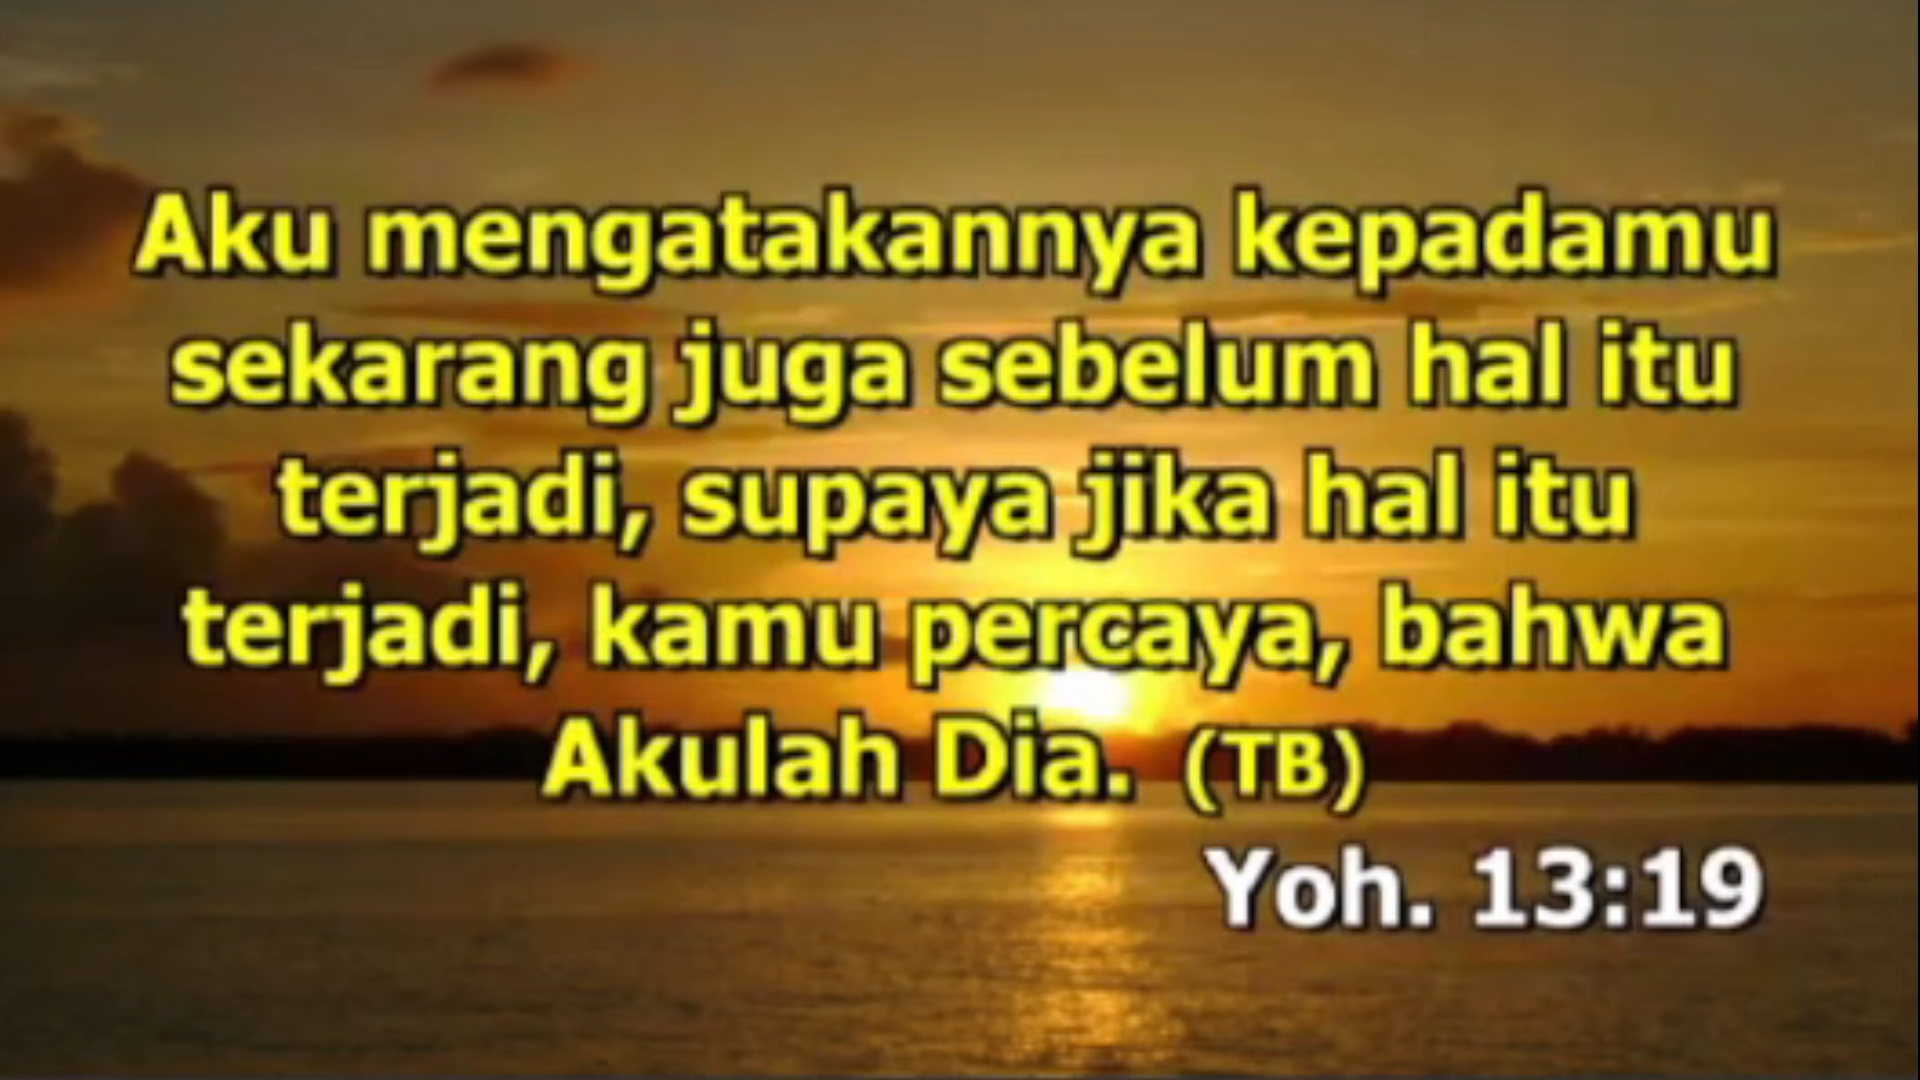 Aku mengatakannya kepadamu
sekarang juga sebelum hal itu
terjadi, supaya jika hal itu
terjadi, kamu percaya, bahwa
Akulah Dia. (TB)
Yoh. 13:19